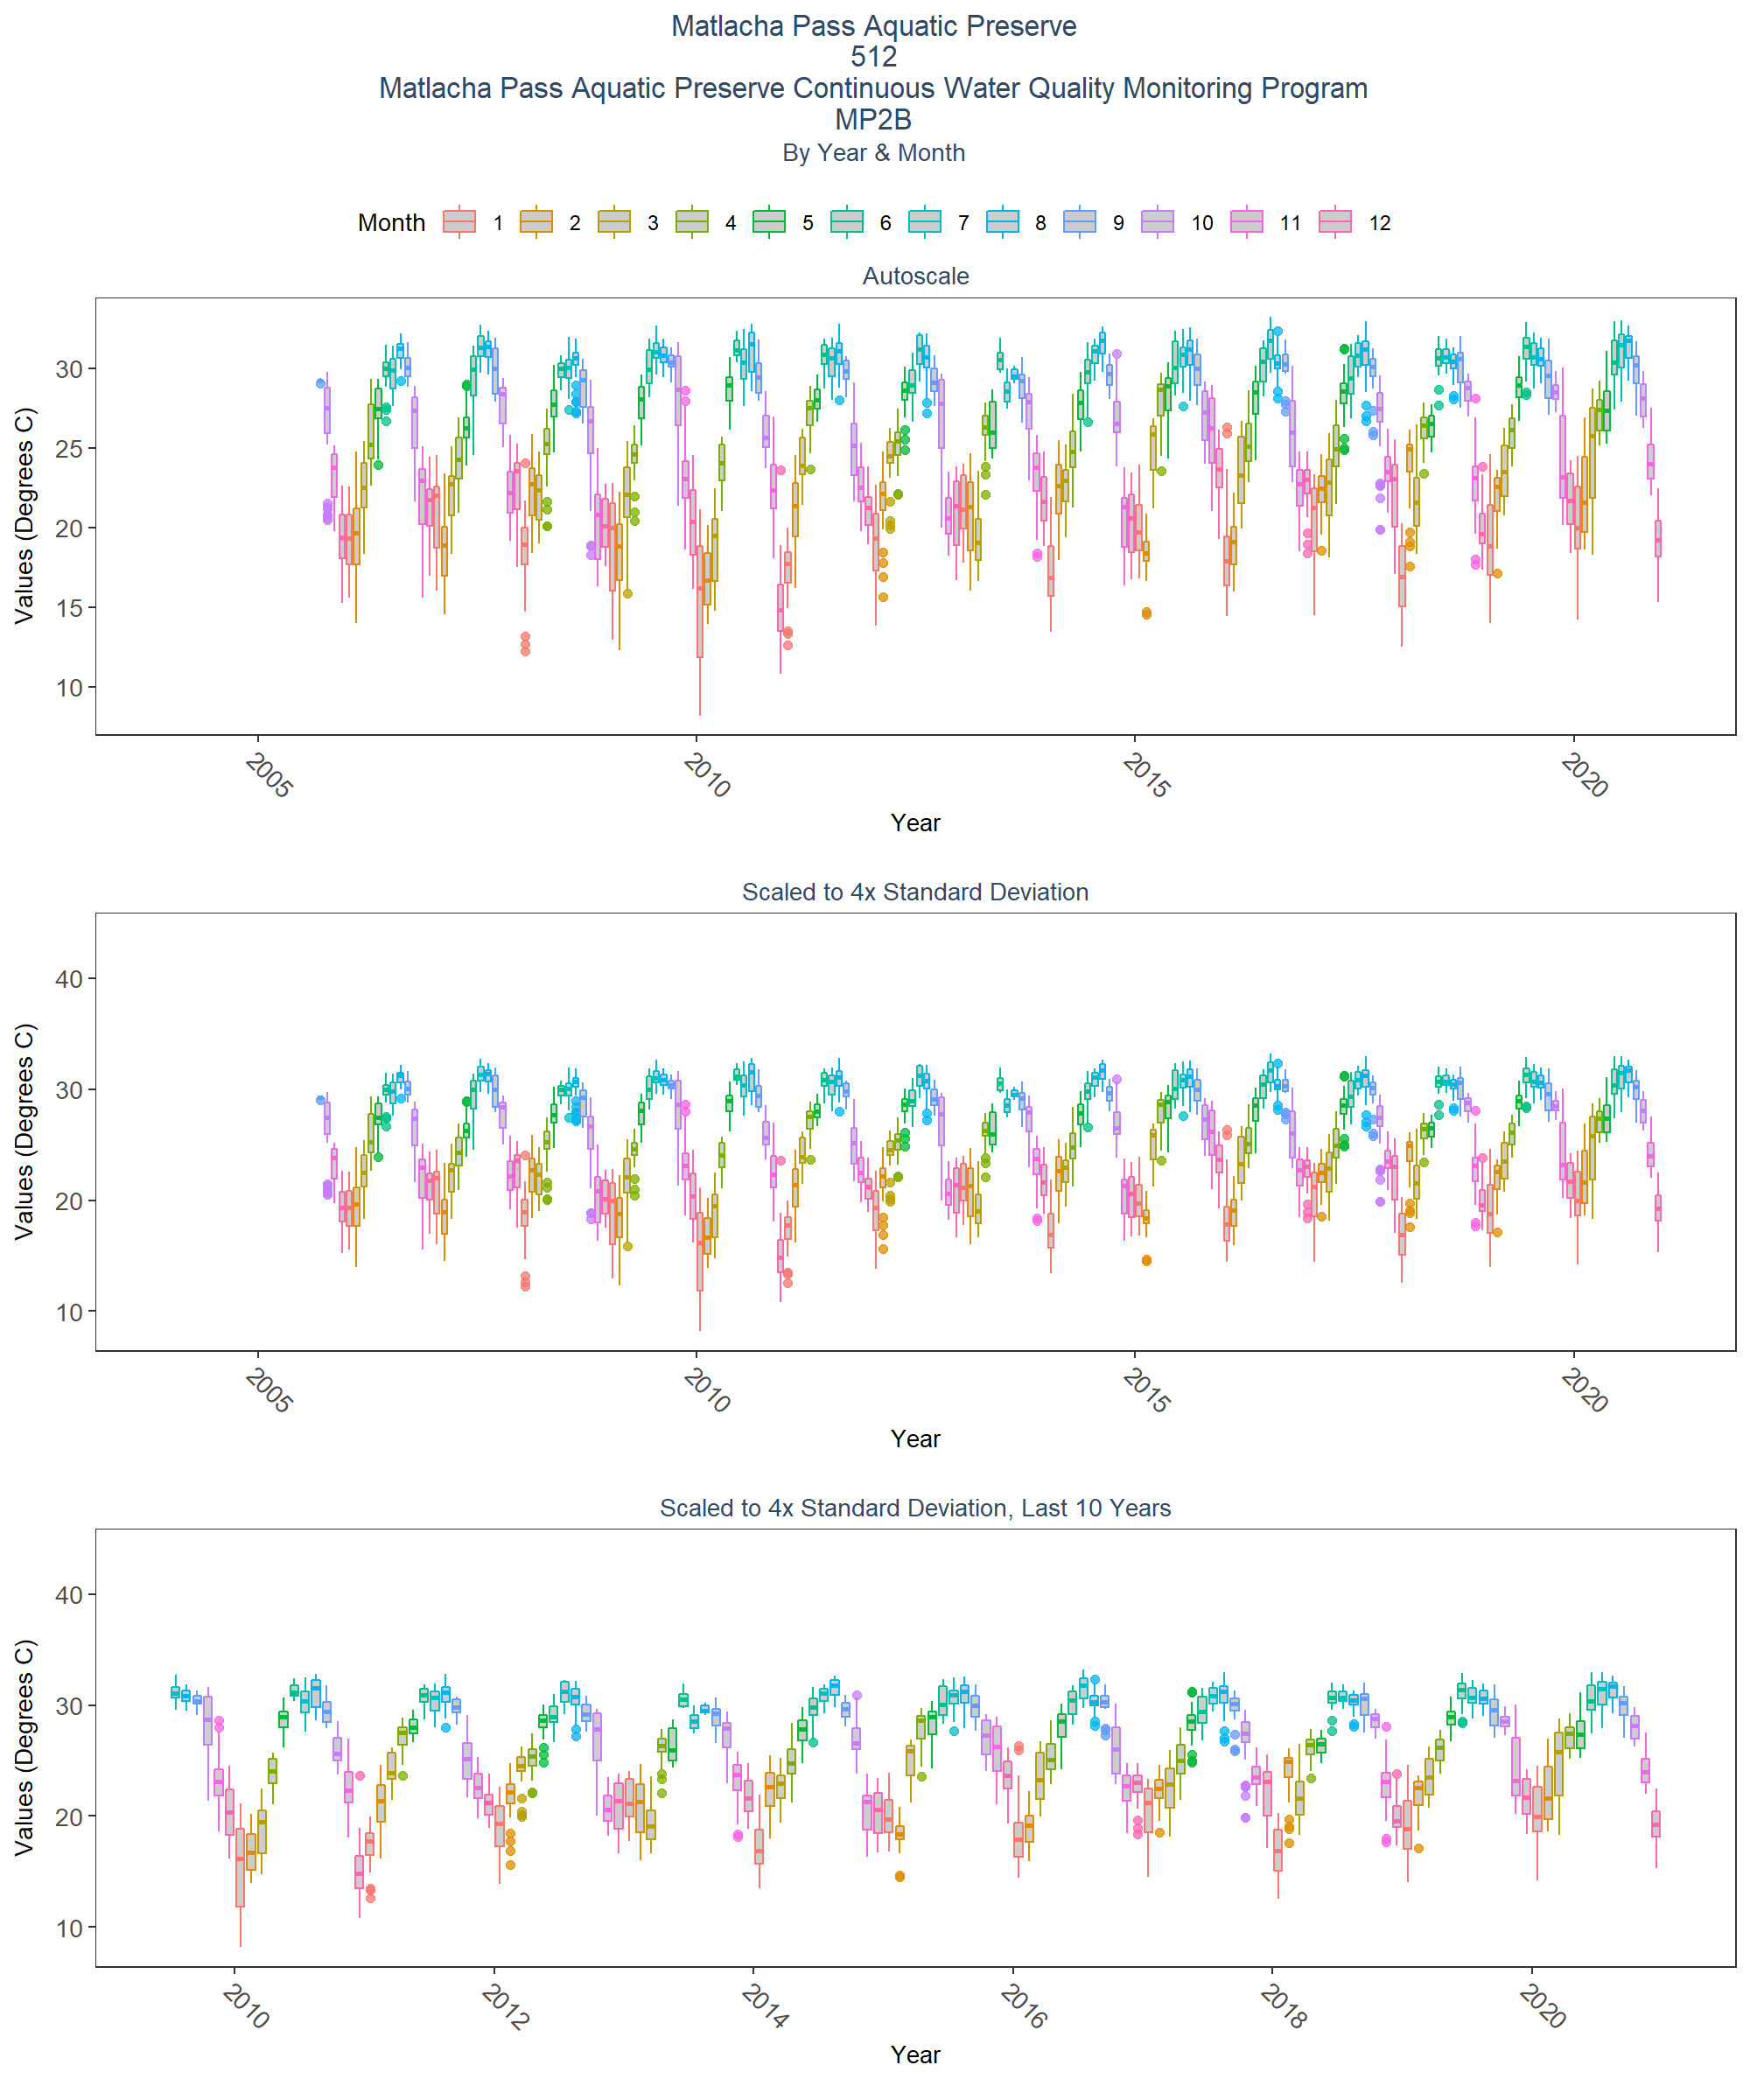 Matlacha Pass Aquatic Preserve
512
Matlacha Pass Aquatic Preserve Continuous Water Quality Monitoring Program
MP2B
By Year & Month
Month 1 2 3 4 5 6 7 8 9 10 11 12
Autoscale
Values (Degrees C)
30
25
20
15
10
2005 2010 2015 2020
Year
Scaled to 4x Standard Deviation
Values (Degrees C)
40
30
20
10
2005 2010 2015 2020
Year
Scaled to 4x Standard Deviation, Last 10 Years
Values (Degrees C)
40
30
20
10
2010 2012 2014 2016 2018 2020
Year